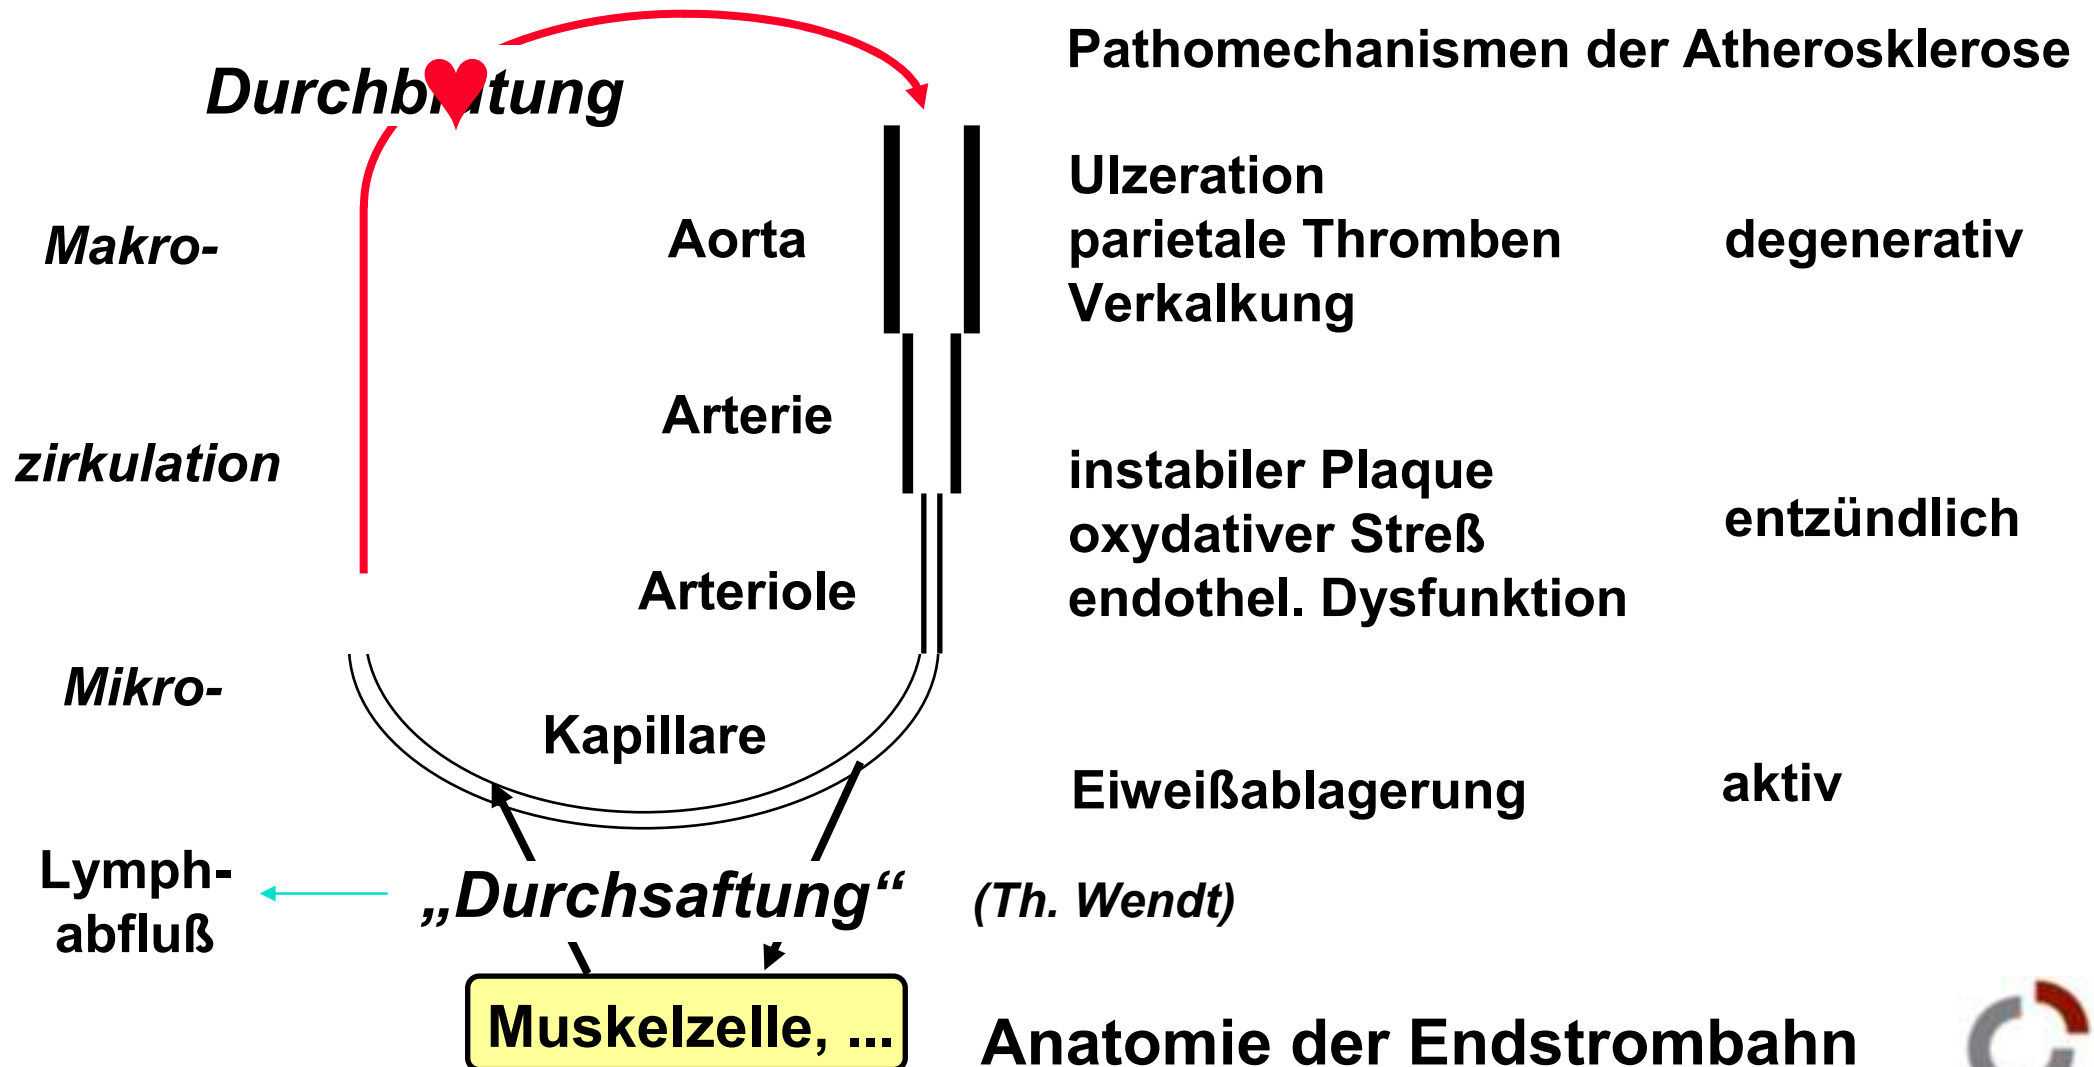 Pathomechanismen der Atherosklerose
Durchblutung
Ulzeration
Makro-
Aorta
parietale Thromben
degenerativ
Verkalkung
Arterie
zirkulation
instabiler Plaque
oxydativer Streß
entzündlich
Arteriole
endothel. Dysfunktion
Mikro-
Kapillare
Eiweißablagerung
aktiv
Lymph-
abfluß
„Durchsaftung“
(Th. Wendt)
Muskelzelle, ...
Anatomie der Endstrombahn